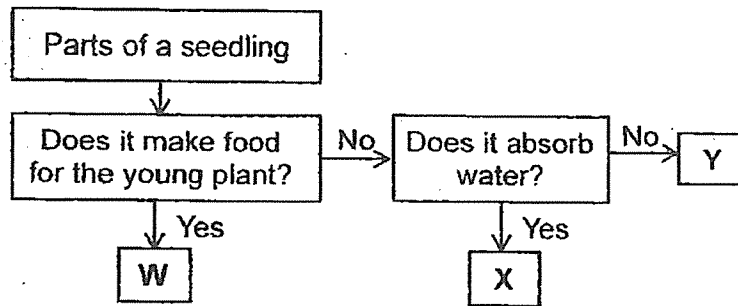 Parts of a seedling
Does it make food
for the young plant?
No
Does it absorb
water?
No
Y
Yes
W
Yes
X